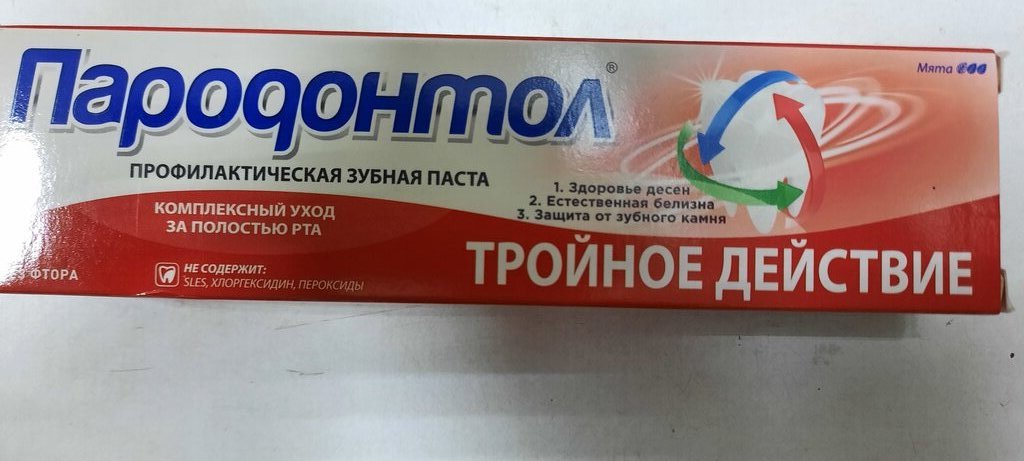 Пародонтол®
Мята
ПРОФИЛАКТИЧЕСКАЯ ЗУБНАЯ ПАСТА
1. Здоровье десен
2. Естественная белизна
3. Защита от зубного камня
КОМПЛЕКСНЫЙ УХОД
ЗА ПОЛОСТЬЮ РТА
ТРОЙНОЕ ДЕЙСТВИЕ
ФТОРА
НЕ СОДЕРЖИТ:
SLES, ХЛОРГЕКСИДИН, ПЕРОКСИДЫ